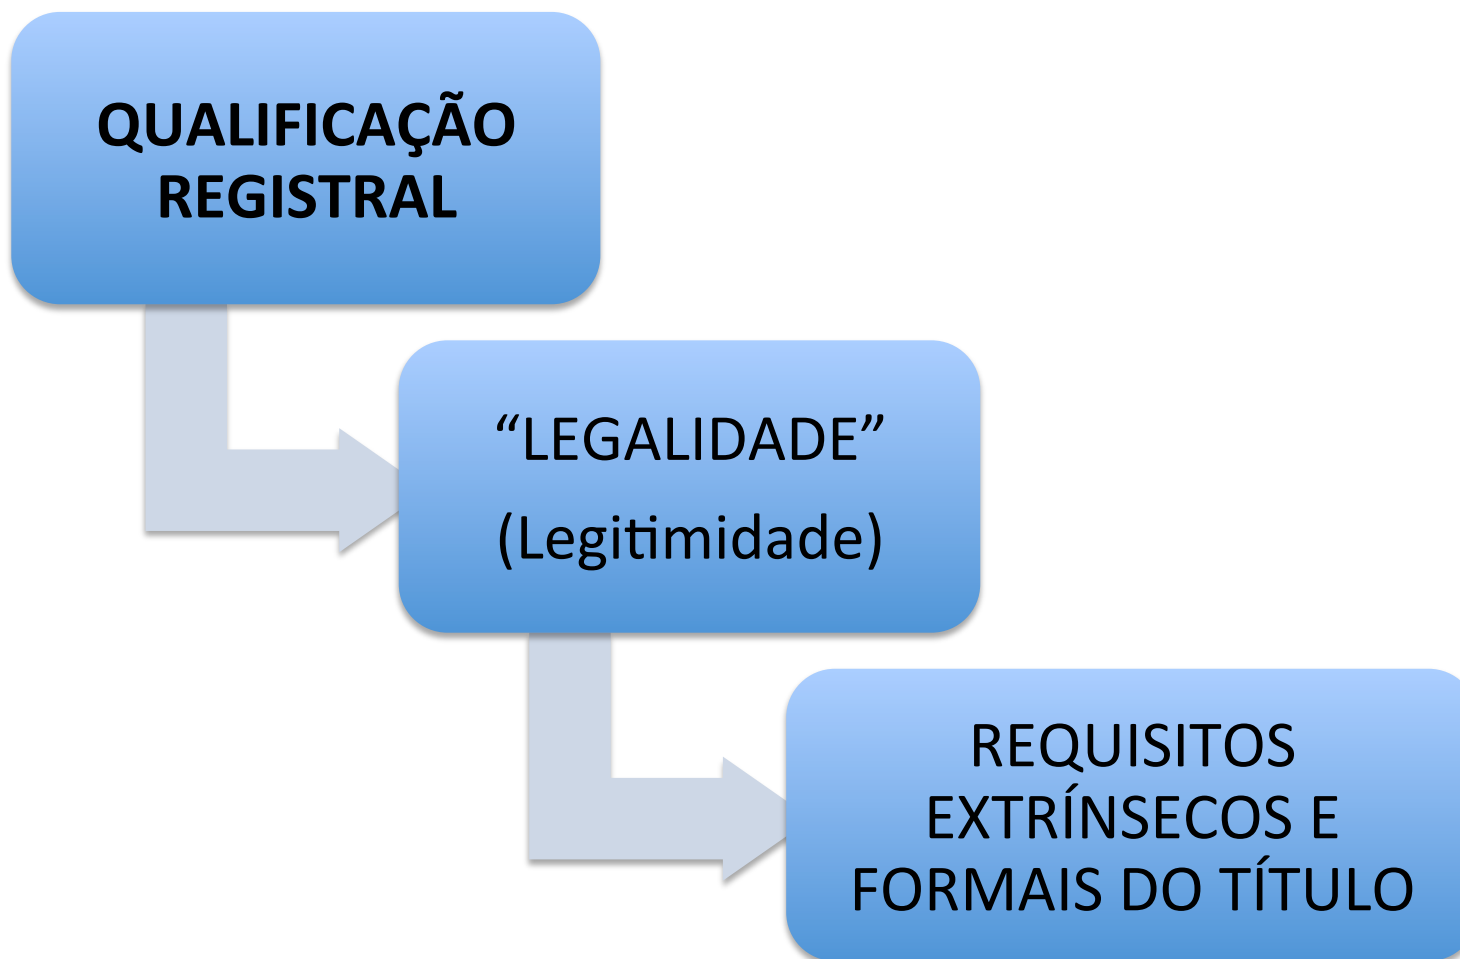 QUALIFICAÇÃO
REGISTRAL
“LEGALIDADE”
(Legitimidade)
REQUISITOS
EXTRÍNSECOS E
FORMAIS DO TÍTULO